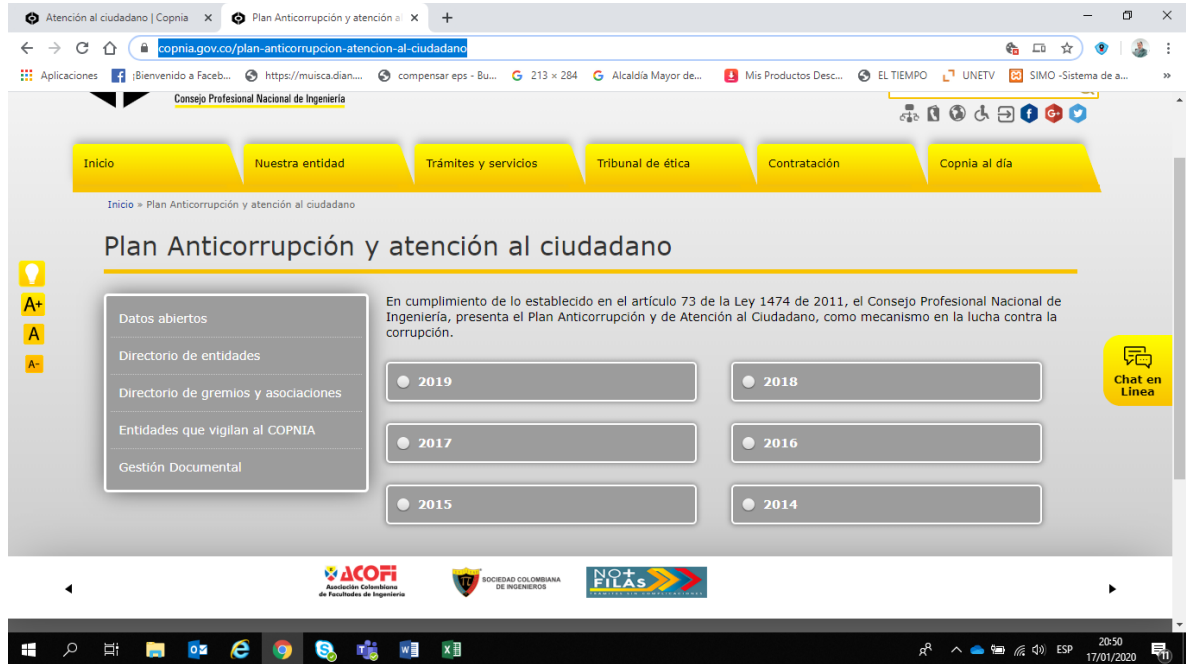 Atención al ciudadano | Copnia
Plan Anticorrupción y atención al
copnia.gov.co/plan-anticorrupcion-atencion-al-ciudadano
Aplicaciones
¡Bienvenido a Faceb...
https://muisca.dian....
compensar eps - Bu...
213 × 284
Alcaldía Mayor de...
Mis Productos Desc...
EL TIEMPO
UNETV
SIMO -Sistema de a...
»
Consejo Profesional Nacional de Ingeniería
Inicio
Nuestra entidad
Trámites y servicios
Tribunal de ética
Contratación
Copnia al día
Inicio » Plan Anticorrupción y atención al ciudadano
Plan Anticorrupción y atención al ciudadano
A+
A
A-
Datos abiertos
Directorio de entidades
Directorio de gremios y asociaciones
Entidades que vigilan al COPNIA
Gestión Documental
En cumplimiento de lo establecido en el artículo 73 de la Ley 1474 de 2011, el Consejo Profesional Nacional de
Ingeniería, presenta el Plan Anticorrupción y de Atención al Ciudadano, como mecanismo en la lucha contra la
corrupción.
2019
2018
2017
2016
2015
2014
Chat en
Linea
ACOFI
Asociación Colombiana
de Facultades de Ingeniería
SOCIEDAD COLOMBIANA
DE INGENIEROS
NO+
FILAS
ESP
20:50
17/01/2020